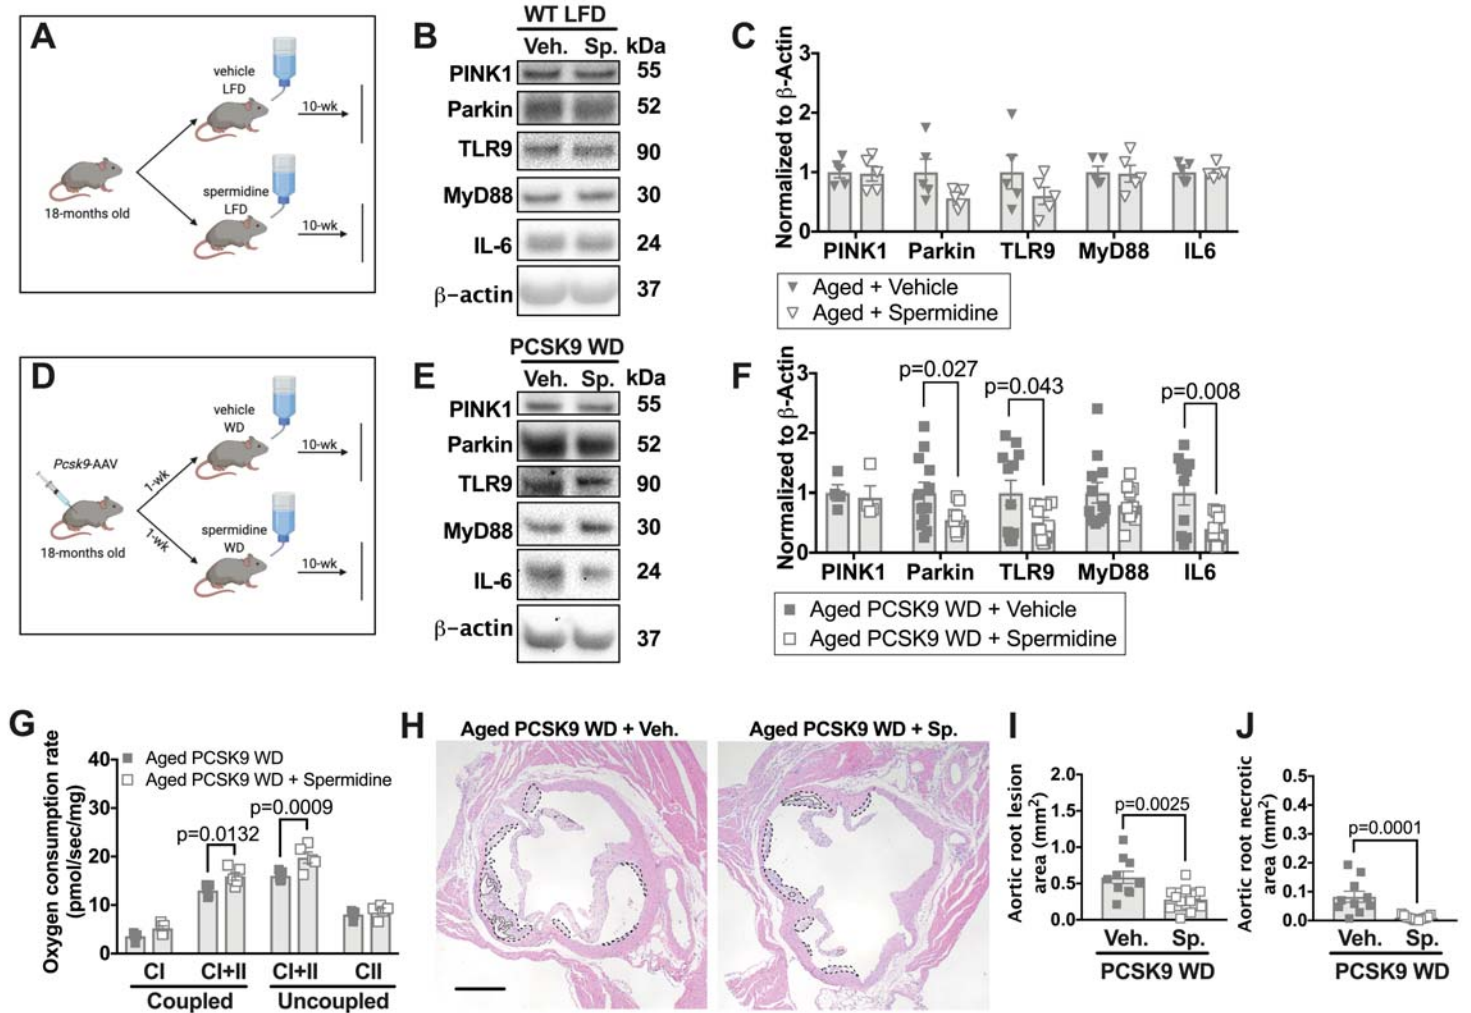 A
vehicle
LFD
10-wk
18-months old
spermidine
LFD
10-wk
B
WT LFD
Veh. Sp. kDa
PINK1 55
Parkin 52
TLR9 90
MyD88 30
IL-6 24
β-actin 37
C
Normalized to β-Actin
3
2
1
0
PINK1 Parkin TLR9 MyD88 IL6
Aged + Vehicle
Aged + Spermidine
D
vehicle
WD
10-wk
Pcsk9-AAV
1-wk
1-wk
18-months old
spermidine
WD
10-wk
E
PCSK9 WD
Veh. Sp. kDa
PINK1 55
Parkin 52
TLR9 90
MyD88 30
IL-6 24
β-actin 37
F
Normalized to β-Actin
3
2
1
0
p=0.027
p=0.043
p=0.008
PINK1 Parkin TLR9 MyD88 IL6
Aged PCSK9 WD + Vehicle
Aged PCSK9 WD + Spermidine
G
Oxygen consumption rate
(pmol/sec/mg)
40
30
20
10
0
Aged PCSK9 WD
Aged PCSK9 WD + Spermidine
p=0.0132
p=0.0009
CI CI+II CI+II CII
Coupled Uncoupled
H
Aged PCSK9 WD + Veh. Aged PCSK9 WD + Sp.
I
Aortic root lesion
area (mm²)
2.0
1.5
1.0
0.5
0.0
p=0.0025
Veh. Sp.
PCSK9 WD
J
Aortic root necrotic
area (mm²)
0.5
0.4
0.3
0.2
0.1
0.0
p=0.0001
Veh. Sp.
PCSK9 WD